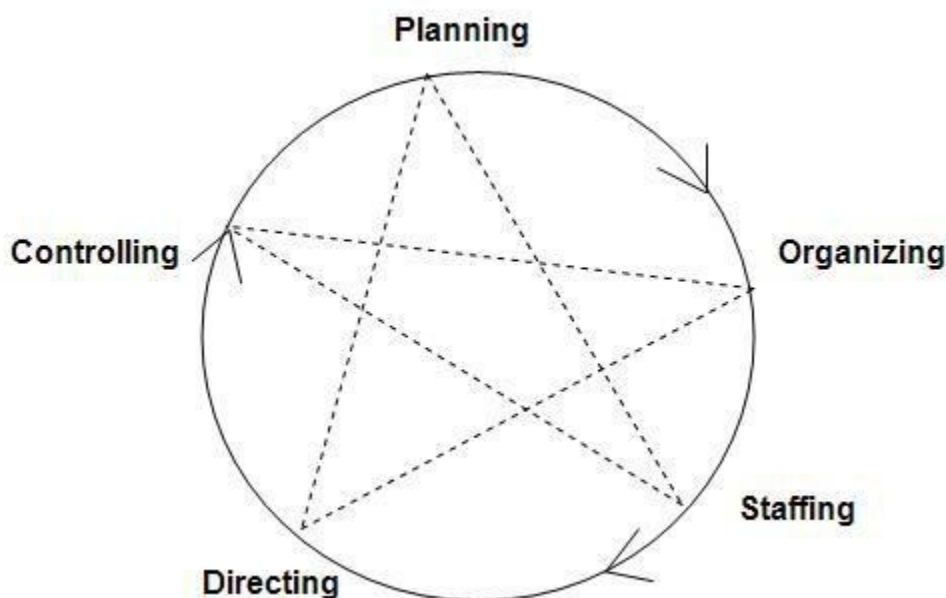 Planning
Organizing
Staffing
Directing
Controlling